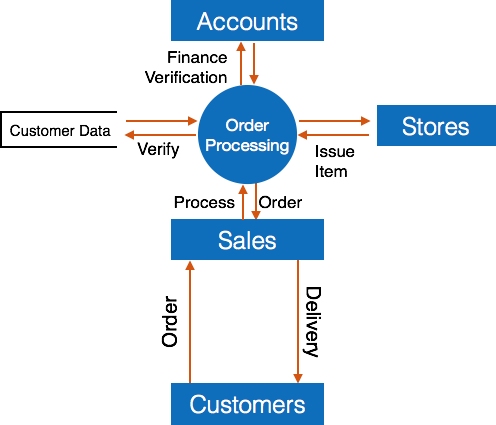 Accounts
Finance
Verification
Customer Data
Order
Processing
Stores
Verify
Issue
Item
Process
Order
Sales
Order
Delivery
Customers